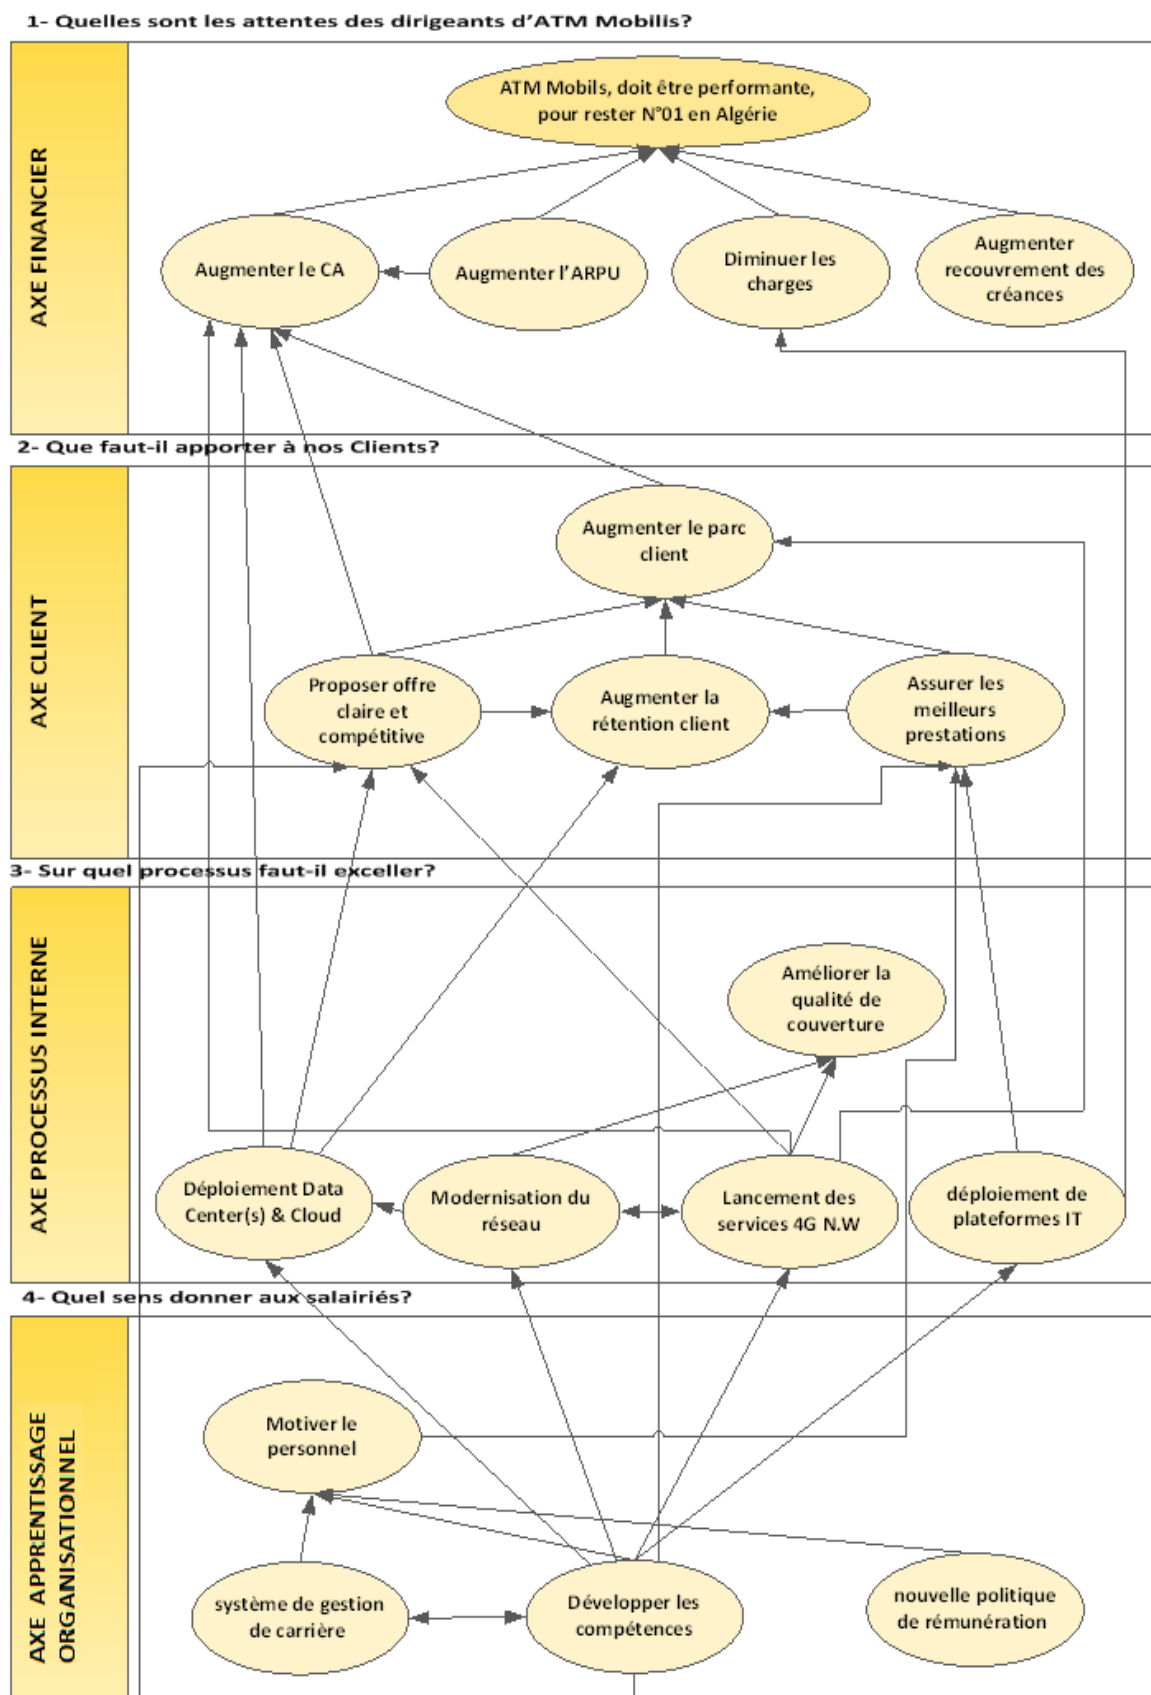 1- Quelles sont les attentes des dirigeants d'ATM Mobilis?
AXE FINANCIER
ATM Mobils, doit être performante,
pour rester N°01 en Algérie
Augmenter le CA
Augmenter l'ARPU
Diminuer les
charges
Augmenter
recouvrement des
créances
2- Que faut-il apporter à nos Clients?
AXE CLIENT
Augmenter le parc
client
Proposer offre
claire et
compétitive
Augmenter la
rétention client
Assurer les
meilleurs
prestations
3- Sur quel processus faut-il exceller?
AXE PROCESSUS INTERNE
Améliorer la
qualité de
couverture
Déploiement Data
Center(s) & Cloud
Modernisation du
réseau
Lancement des
services 4G N.W
déploiement de
plateformes IT
4- Quel sens donner aux salairiés?
AXE APPRENTISSAGE
ORGANISATIONNEL
Motiver le
personnel
système de gestion
de carrière
Développer les
compétences
nouvelle politique
de rémunération